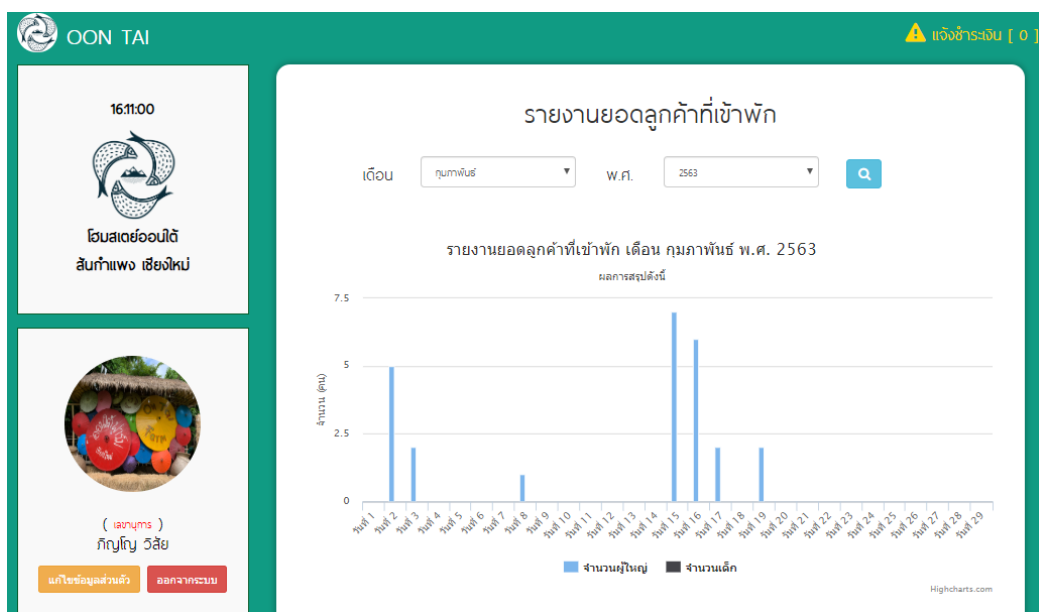 OON TAI
แจ้งชำระเงิน [ 0 ]
16:11:00
โฮมสเตย์ออนใต้
สันกำแพง เชียงใหม่
( เลขานุการ )
ภิญโญ วิสัย
แก้ไขข้อมูลส่วนตัว
ออกจากระบบ
รายงานยอดลูกค้าที่เข้าพัก
เดือน กุมภาพันธ์ พ.ศ. 2563
รายงานยอดลูกค้าที่เข้าพัก เดือน กุมภาพันธ์ พ.ศ. 2563
ผลการสรุปดังนี้
จำนวน (คน)
7.5
5
2.5
0
วันที่ 1 วันที่ 2 วันที่ 3 วันที่ 4 วันที่ 5 วันที่ 6 วันที่ 7 วันที่ 8 วันที่ 9 วันที่ 10 วันที่ 11 วันที่ 12 วันที่ 13 วันที่ 14 วันที่ 15 วันที่ 16 วันที่ 17 วันที่ 18 วันที่ 19 วันที่ 20 วันที่ 21 วันที่ 22 วันที่ 23 วันที่ 24 วันที่ 25 วันที่ 26 วันที่ 27 วันที่ 28 วันที่ 29
จำนวนผู้ใหญ่ จำนวนเด็ก
Highcharts.com